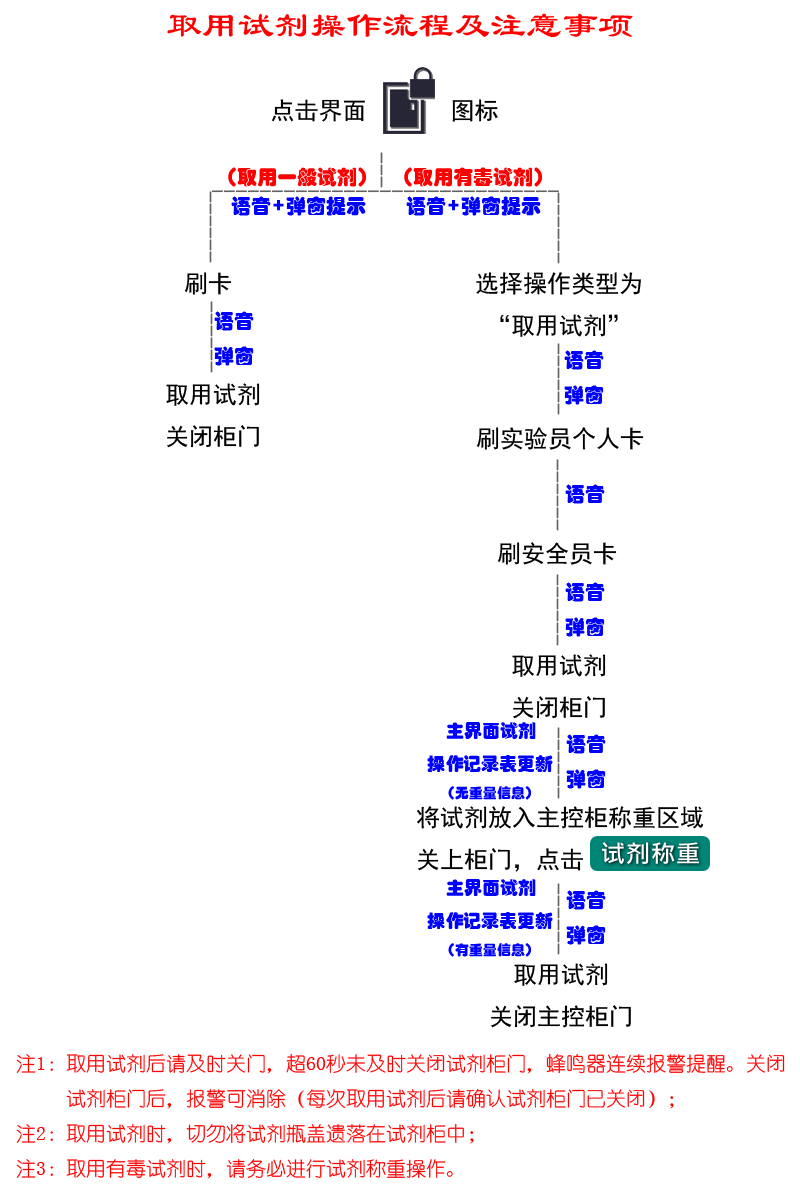 取用试剂操作流程及注意事项
点击界面 图标
（取用一般试剂） （取用有毒试剂）
语音+弹窗提示 语音+弹窗提示
刷卡
语音
弹窗
取用试剂
关闭柜门
选择操作类型为
“取用试剂”
语音
弹窗
刷实验员个人卡
语音
刷安全员卡
语音
弹窗
取用试剂
关闭柜门
主界面试剂
操作记录表更新
（无重量信息）
语音
弹窗
将试剂放入主控柜称重区域
关上柜门，点击 试剂称重
主界面试剂
操作记录表更新
（有重量信息）
语音
弹窗
取用试剂
关闭主控柜门
注1：取用试剂后请及时关门，超60秒未及时关闭试剂柜门，蜂鸣器连续报警提醒。关闭
试剂柜门后，报警可消除（每次取用试剂后请确认试剂柜门已关闭）；
注2：取用试剂时，切勿将试剂瓶盖遗落在试剂柜中；
注3：取用有毒试剂时，请务必进行试剂称重操作。